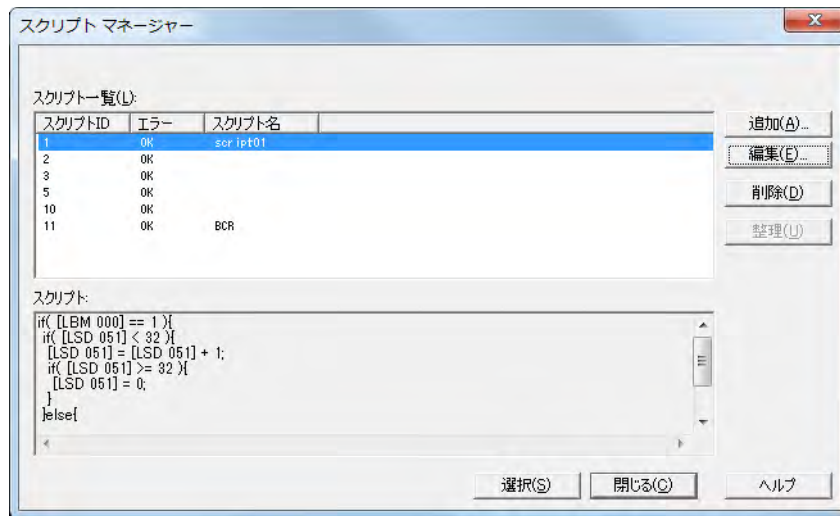 スクリプト マネージャー
スクリプト一覧(L):
スクリプトID エラー スクリプト名
1 OK script01
2 OK
3 OK
5 OK
10 OK
11 OK BCR
追加(A)...
編集(E)...
削除(D)
整理(U)
スクリプト:
if( [LBM 000] == 1 ){
if( [LSD 051] < 32 ){
[LSD 051] = [LSD 051] + 1;
if( [LSD 051] >= 32 ){
[LSD 051] = 0;
}
}else{
選択(S) 閉じる(C) ヘルプ